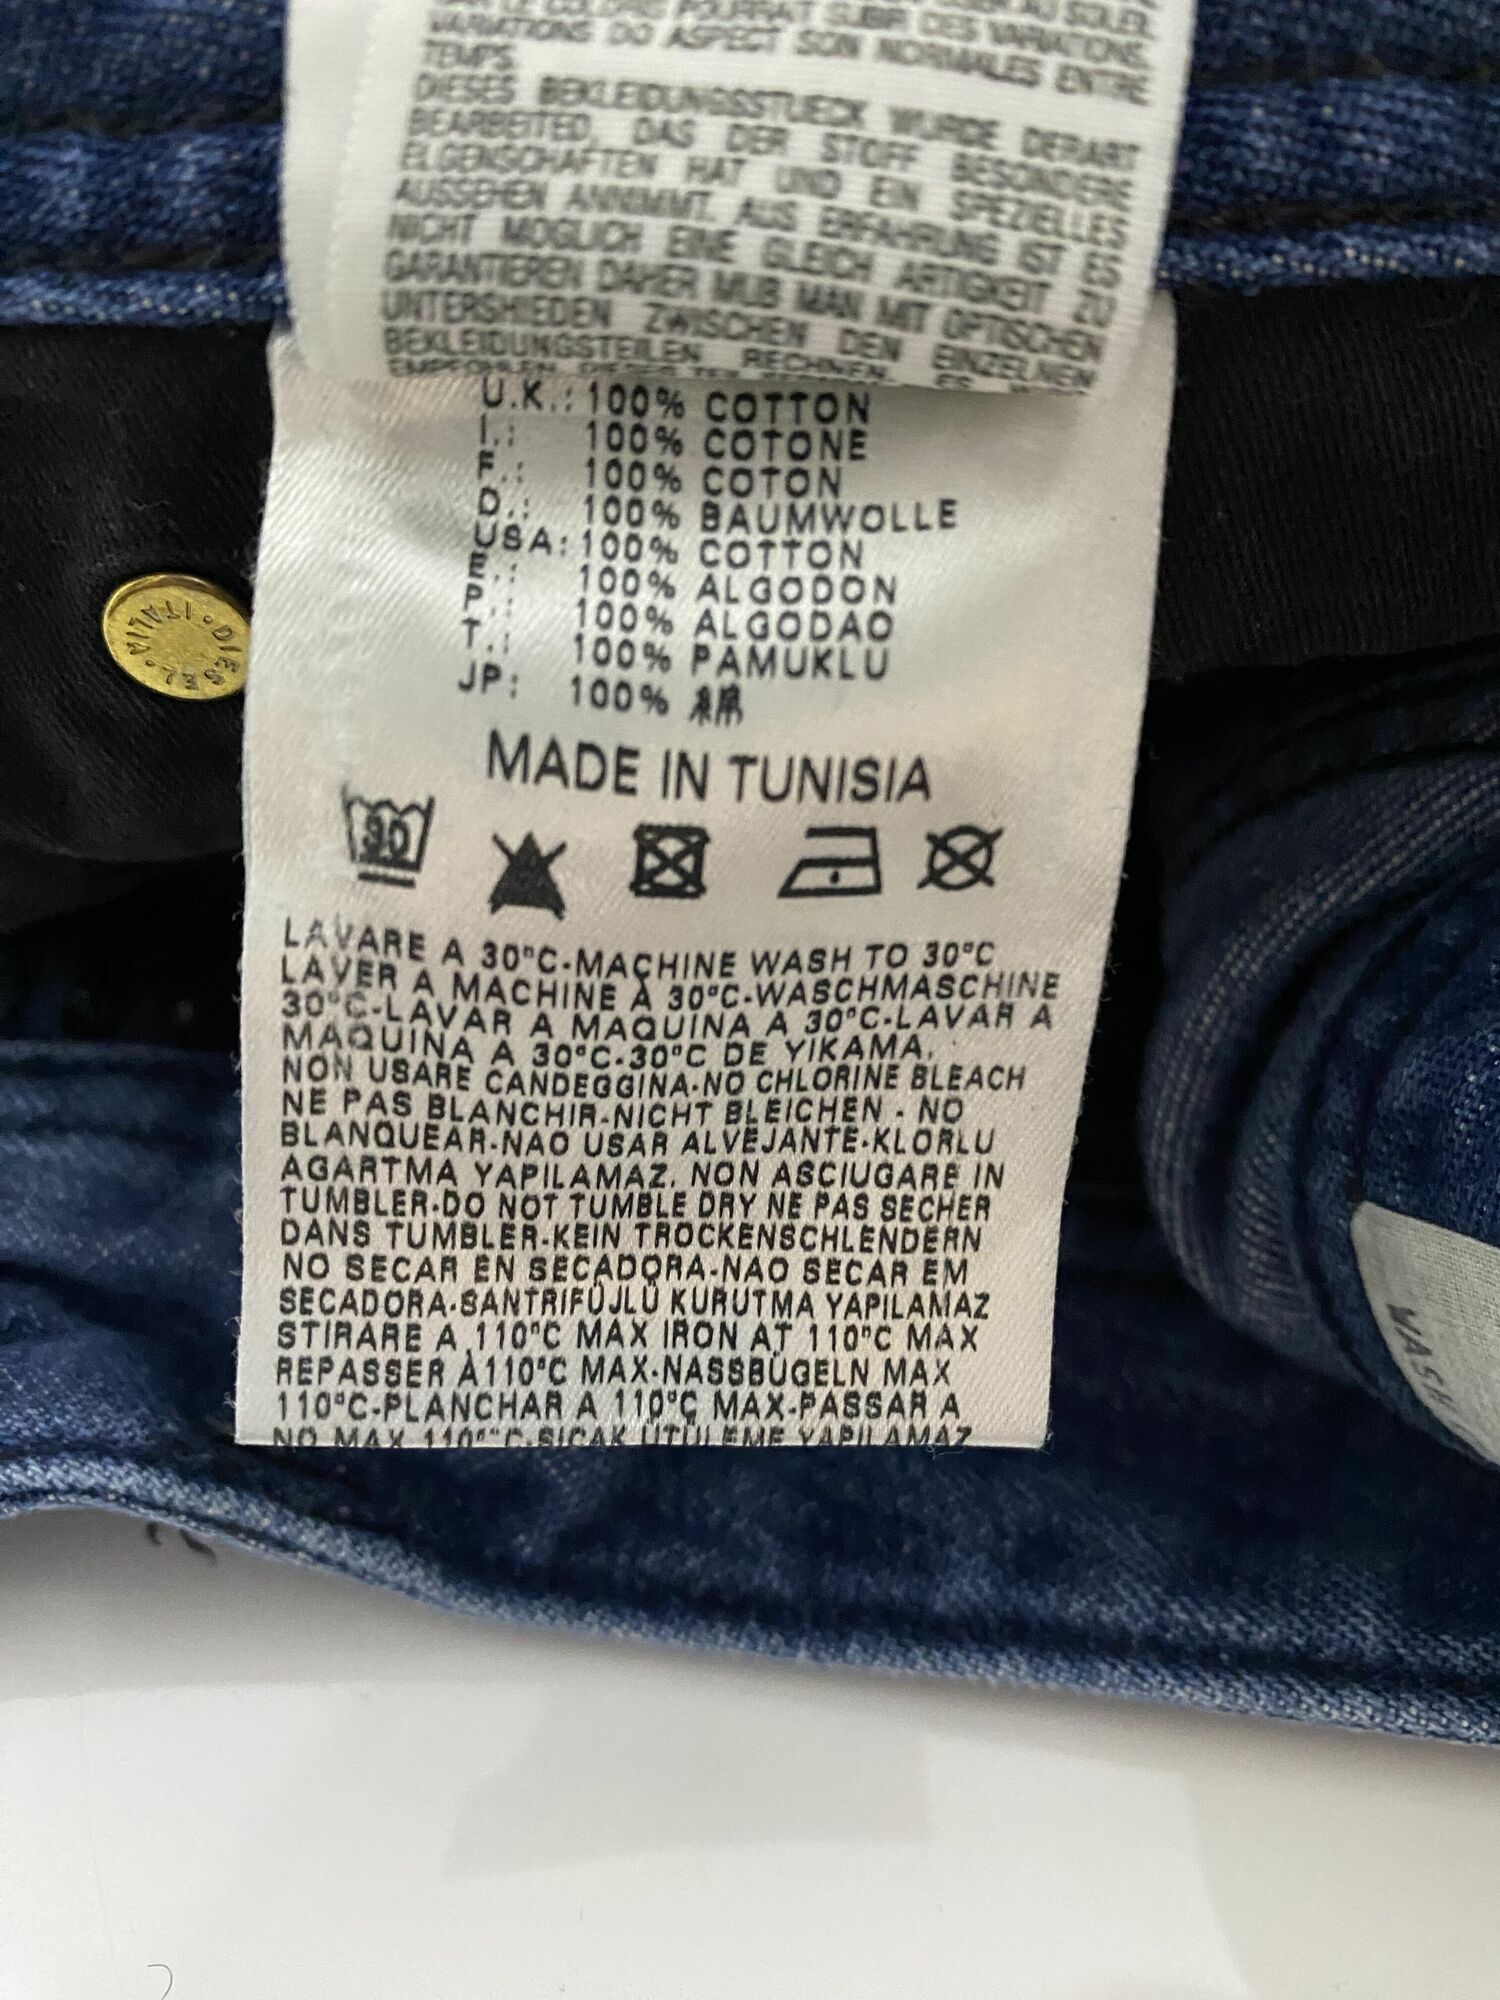 VARIATIONS DO ASPECT SON NORMALES ENTRE
TEMPS
DIESES BEKLEIDUNGSSTUECK WURDE DERART
BEARBEITED, DAS DER STOFF BESONDERE
EIGENSCHAFTEN HAT UND EIN SPEZIELLES
AUSSEHEN ANNIMMT. AUS ERFAHRUNG IST ES
NICHT MOGLICH EINE GLEICH ARTIGKEIT ZU
GARANTIEREN DAHER MUB MAN MIT OPTISCHEN
UNTERSHIEDEN ZWISCHEN DEN EINZELNEN
BEKLEIDUNGSTEILEN RECHNEN.
U.K.: 100% COTTON
I.: 100% COTONE
F.: 100% COTON
D.: 100% BAUMWOLLE
USA: 100% COTTON
E.: 100% ALGODON
P.: 100% ALGODAO
T.: 100% PAMUKLU
JP: 100% 綿
MADE IN TUNISIA
30
LAVARE A 30°C-MACHINE WASH TO 30°C
LAVER A MACHINE À 30°C-WASCHMASCHINE
30°C-LAVAR A MAQUINA A 30°C-LAVAR A
MAQUINA A 30°C-30°C DE YIKAMA.
NON USARE CANDEGGINA-NO CHLORINE BLEACH
NE PAS BLANCHIR-NICHT BLEICHEN - NO
BLANQUEAR-NAO USAR ALVEJANTE-KLORLU
AGARTMA YAPILAMAZ. NON ASCIUGARE IN
TUMBLER-DO NOT TUMBLE DRY NE PAS SECHER
DANS TUMBLER-KEIN TROCKENSCHLENDERN
NO SECAR EN SECADORA-NAO SECAR EM
SECADORA-SANTRIFÜJLÜ KURUTMA YAPILAMAZ
STIRARE A 110°C MAX IRON AT 110°C MAX
REPASSER À110°C MAX-NASSBÜGELN MAX
110°C-PLANCHAR A 110°C MAX-PASSAR A
NO MAX 110°C-SICAK UTULEME YAPILAMAZ
DIESEL·ITALIA·
WASH